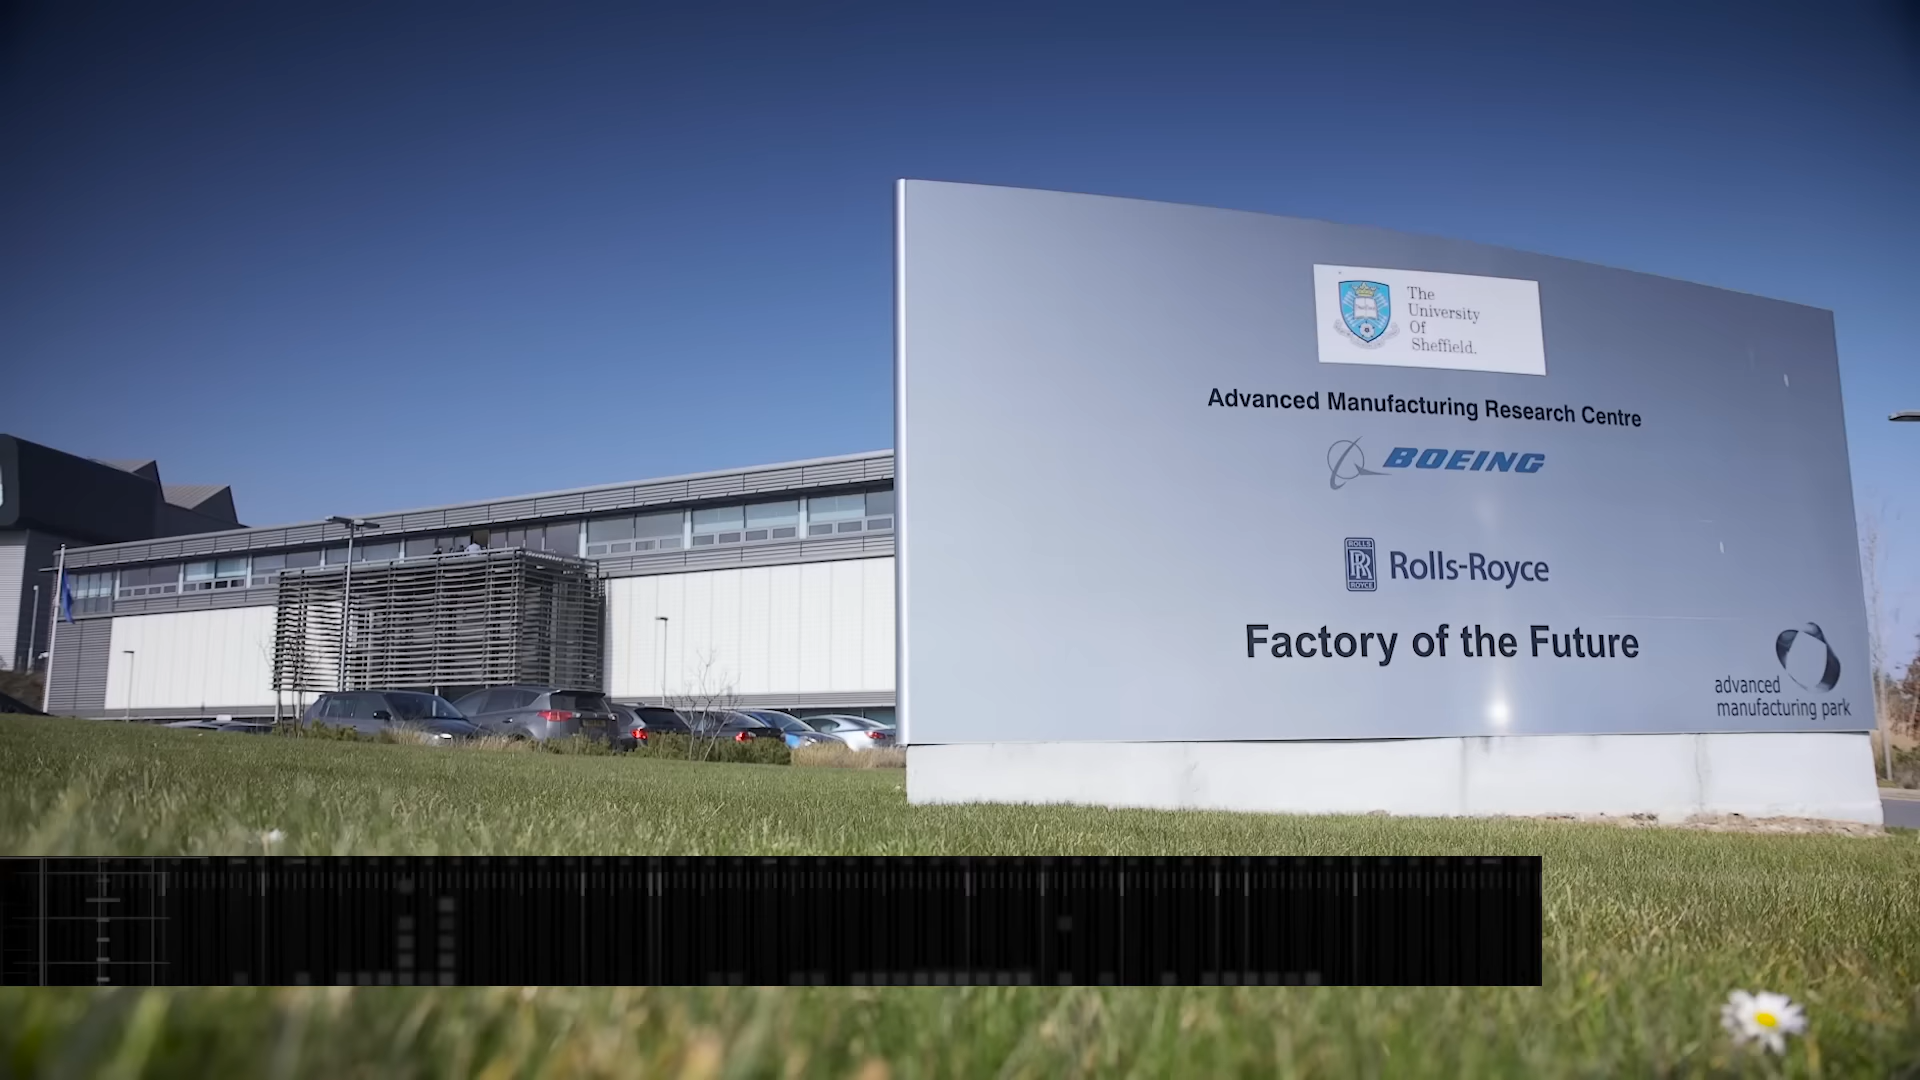 The
University
Of
Sheffield.
Advanced Manufacturing Research Centre
BOEING
ROLLS
RR
ROYCE
Rolls-Royce
Factory of the Future
advanced
manufacturing park